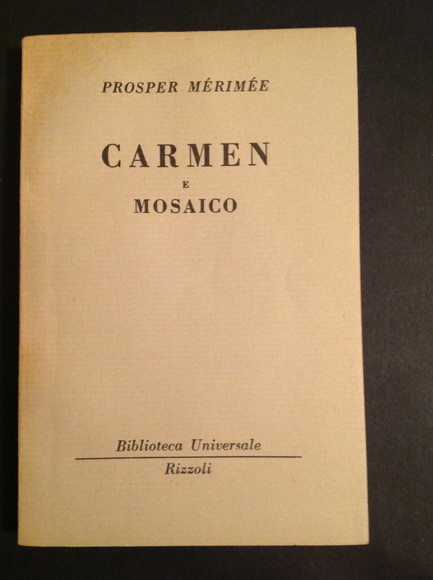 PROSPER MÉRIMÉE
CARMEN
E
MOSAICO
Biblioteca Universale
Rizzoli